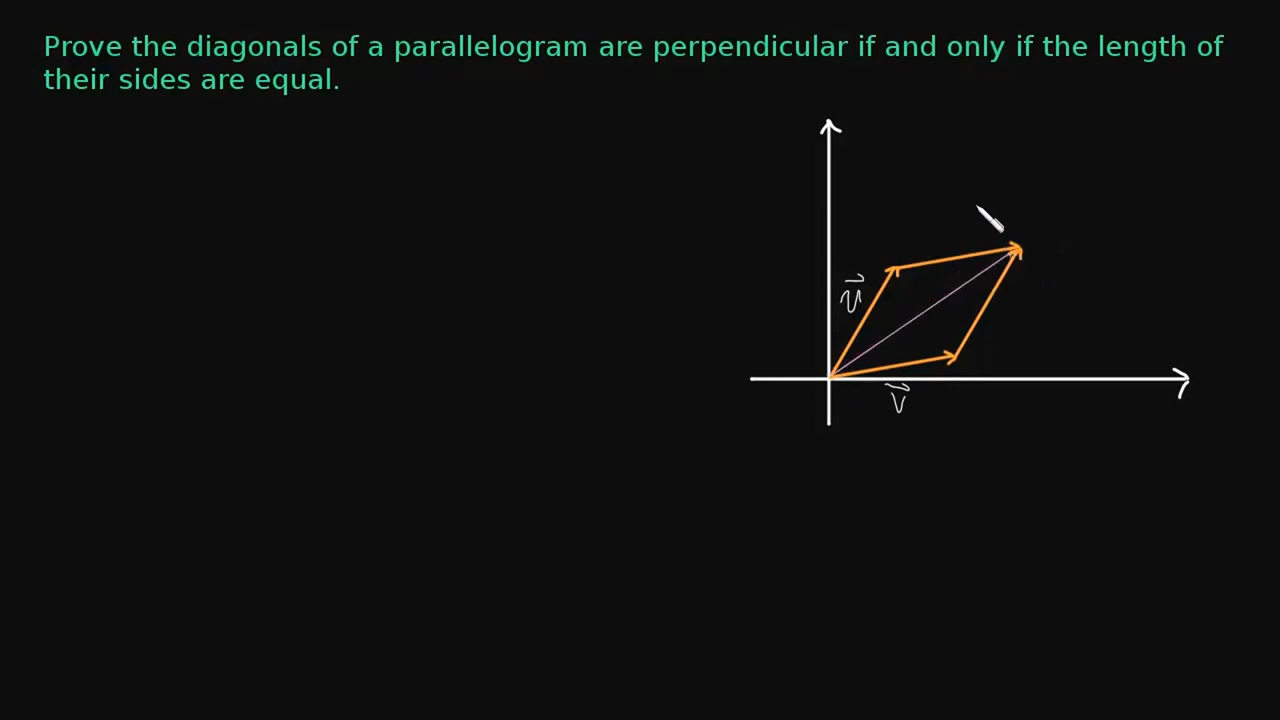 Prove the diagonals of a parallelogram are perpendicular if and only if the length of
their sides are equal.
u⃗
v⃗